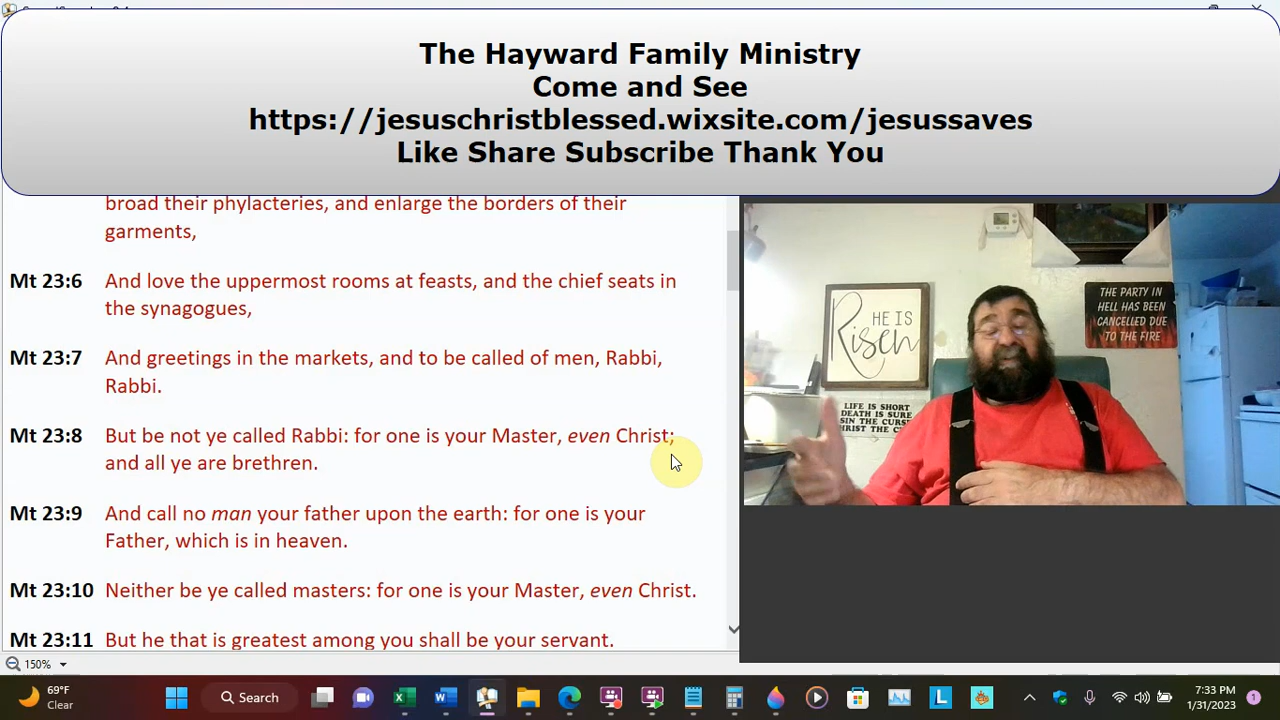 The Hayward Family Ministry
Come and See
https://jesuschristblessed.wixsite.com/jesussaves
Like Share Subscribe Thank You
broad their phylacteries, and enlarge the borders of their
garments,
Mt 23:6 And love the uppermost rooms at feasts, and the chief seats in
the synagogues,
Mt 23:7 And greetings in the markets, and to be called of men, Rabbi,
Rabbi.
Mt 23:8 But be not ye called Rabbi: for one is your Master, even Christ;
and all ye are brethren.
Mt 23:9 And call no man your father upon the earth: for one is your
Father, which is in heaven.
Mt 23:10 Neither be ye called masters: for one is your Master, even Christ.
Mt 23:11 But he that is greatest among you shall be your servant.
HE IS
Risen
THE PARTY IN
HELL HAS BEEN
CANCELLED DUE
TO THE FIRE
LIFE IS SHORT
DEATH IS SURE
SIN THE CURSE
CHRIST THE
150%
69°F
Clear
Search
7:33 PM
1/31/2023
1